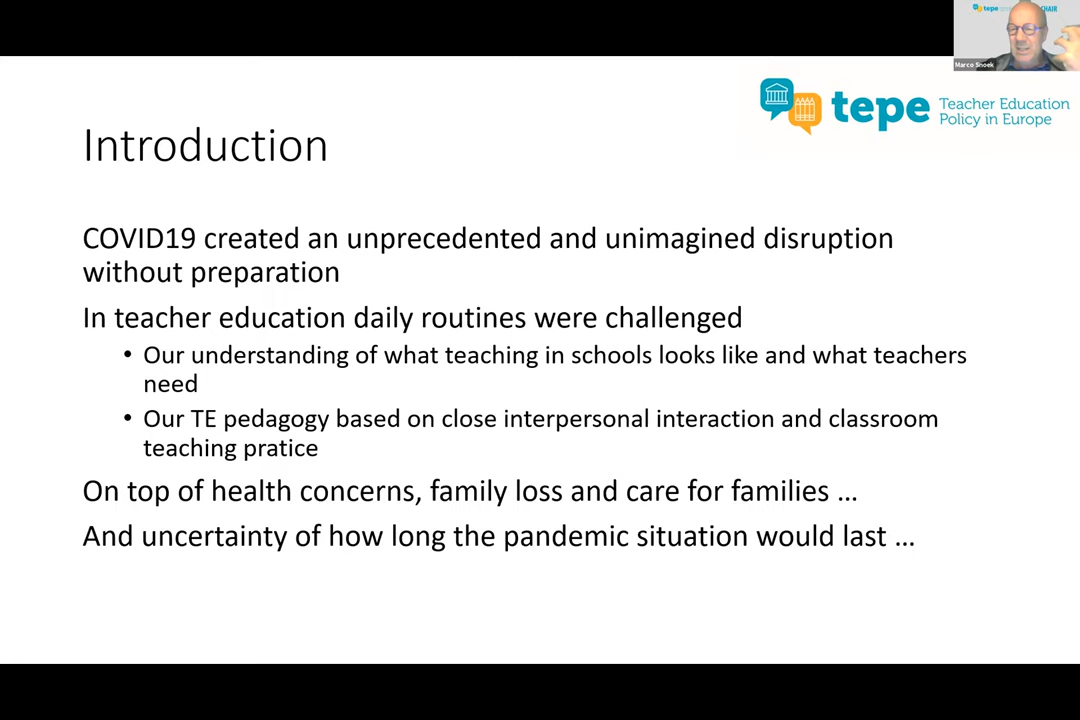 tepe
CHAIR
Marco Snoek
tepe Teacher Education
Policy in Europe
Introduction
COVID19 created an unprecedented and unimagined disruption
without preparation
In teacher education daily routines were challenged
• Our understanding of what teaching in schools looks like and what teachers
need
• Our TE pedagogy based on close interpersonal interaction and classroom
teaching pratice
On top of health concerns, family loss and care for families …
And uncertainty of how long the pandemic situation would last …